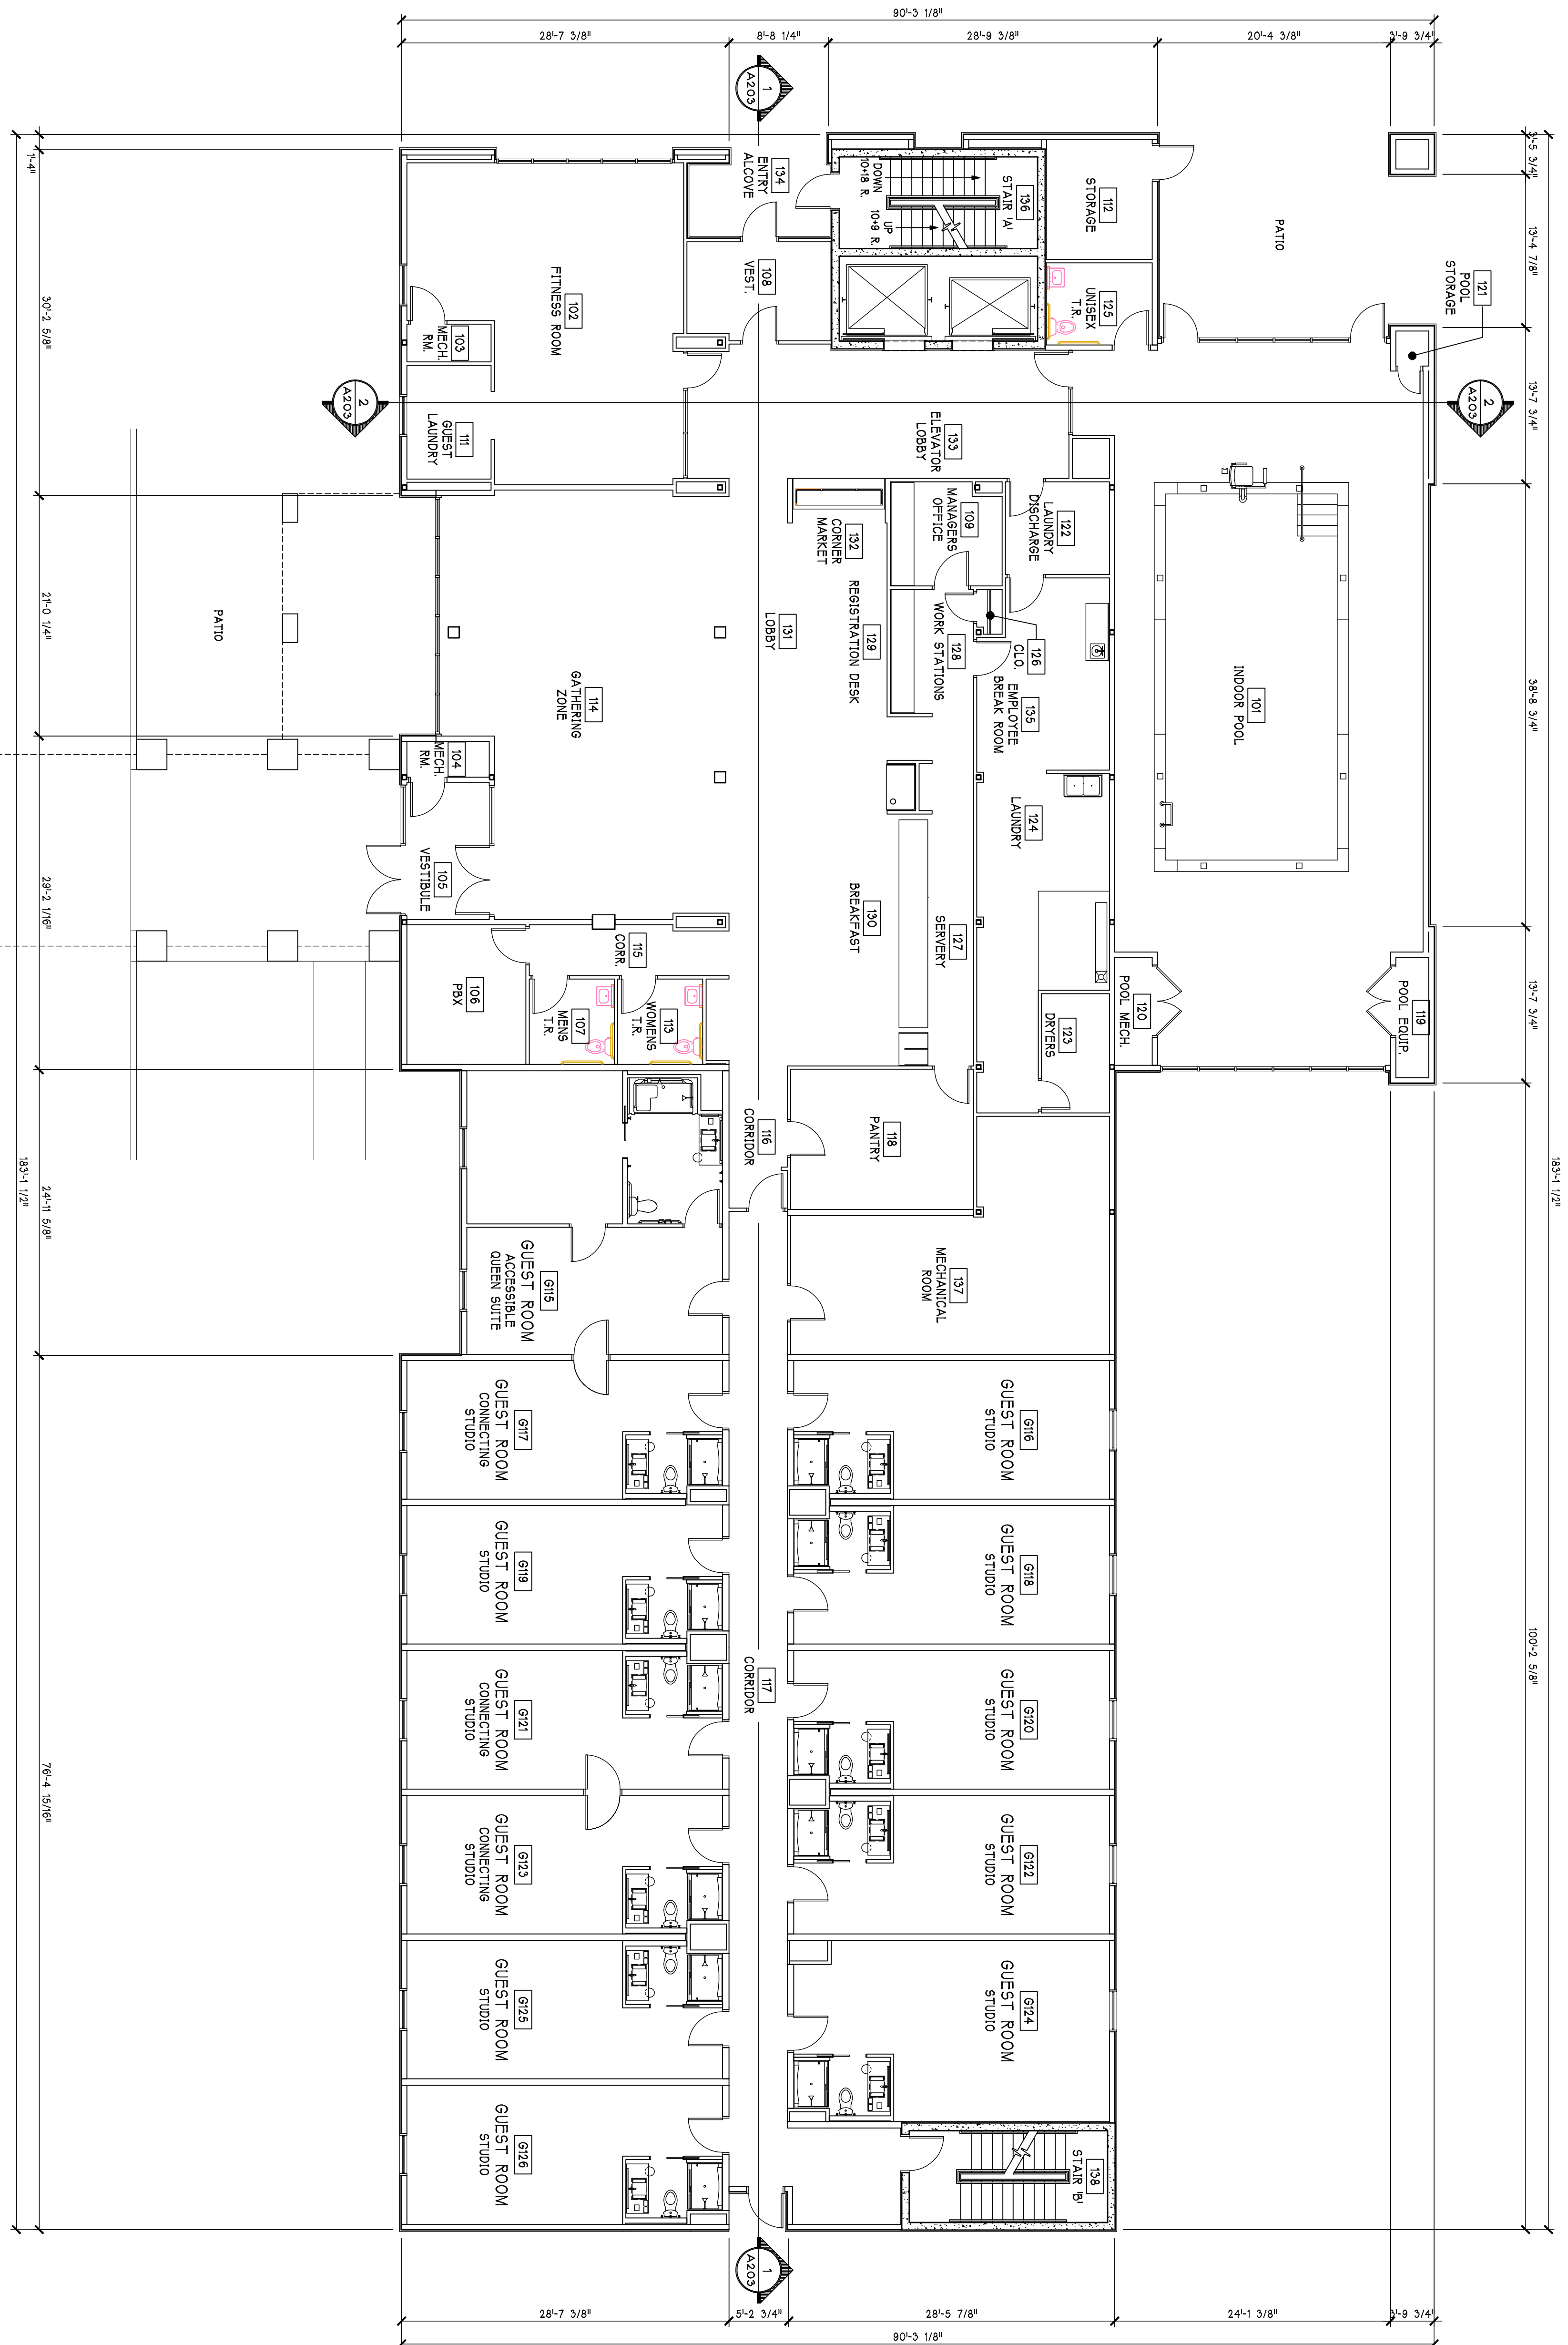 90'-3 1/8"
28'-7 3/8"
8'-8 1/4"
28'-9 3/8"
20'-4 3/8"
3'-9 3/4"
183'-1 1/2"
3'-5 3/4"
13'-4 7/8"
13'-7 3/4"
38'-8 3/4"
13'-7 3/4"
100'-2 5/8"
1
A203
2
A203
PATIO
121
POOL
STORAGE
112
STORAGE
125
UNISEX
T.R.
136
STAIR 'A'
DOWN
10+18 R.
UP
10+9 R.
134
ENTRY
ALCOVE
108
VEST.
102
FITNESS ROOM
103
MECH.
RM.
111
GUEST
LAUNDRY
2
A203
133
ELEVATOR
LOBBY
101
INDOOR POOL
122
LAUNDRY
DISCHARGE
109
MANAGERS
OFFICE
132
CORNER
MARKET
126
CLO.
128
WORK STATIONS
129
REGISTRATION DESK
131
LOBBY
135
EMPLOYEE
BREAK ROOM
114
GATHERING
ZONE
PATIO
104
MECH.
RM.
105
VESTIBULE
124
LAUNDRY
127
SERVERY
130
BREAKFAST
119
POOL EQUIP.
120
POOL MECH.
123
DRYERS
115
CORR.
106
PBX
107
MENS
T.R.
113
WOMENS
T.R.
116
CORRIDOR
118
PANTRY
137
MECHANICAL
ROOM
G115
GUEST ROOM
ACCESSIBLE
QUEEN SUITE
G116
GUEST ROOM
STUDIO
G117
GUEST ROOM
CONNECTING
STUDIO
G118
GUEST ROOM
STUDIO
G119
GUEST ROOM
STUDIO
117
CORRIDOR
G120
GUEST ROOM
STUDIO
G121
GUEST ROOM
CONNECTING
STUDIO
G122
GUEST ROOM
STUDIO
G123
GUEST ROOM
CONNECTING
STUDIO
G124
GUEST ROOM
STUDIO
G125
GUEST ROOM
STUDIO
G126
GUEST ROOM
STUDIO
138
STAIR 'B'
1
A203
1'-4"
30'-2 5/8"
21'-0 1/4"
29'-2 1/16"
24'-11 5/8"
76'-4 15/16"
183'-1 1/2"
28'-7 3/8"
5'-2 3/4"
28'-5 7/8"
24'-1 3/8"
3'-9 3/4"
90'-3 1/8"